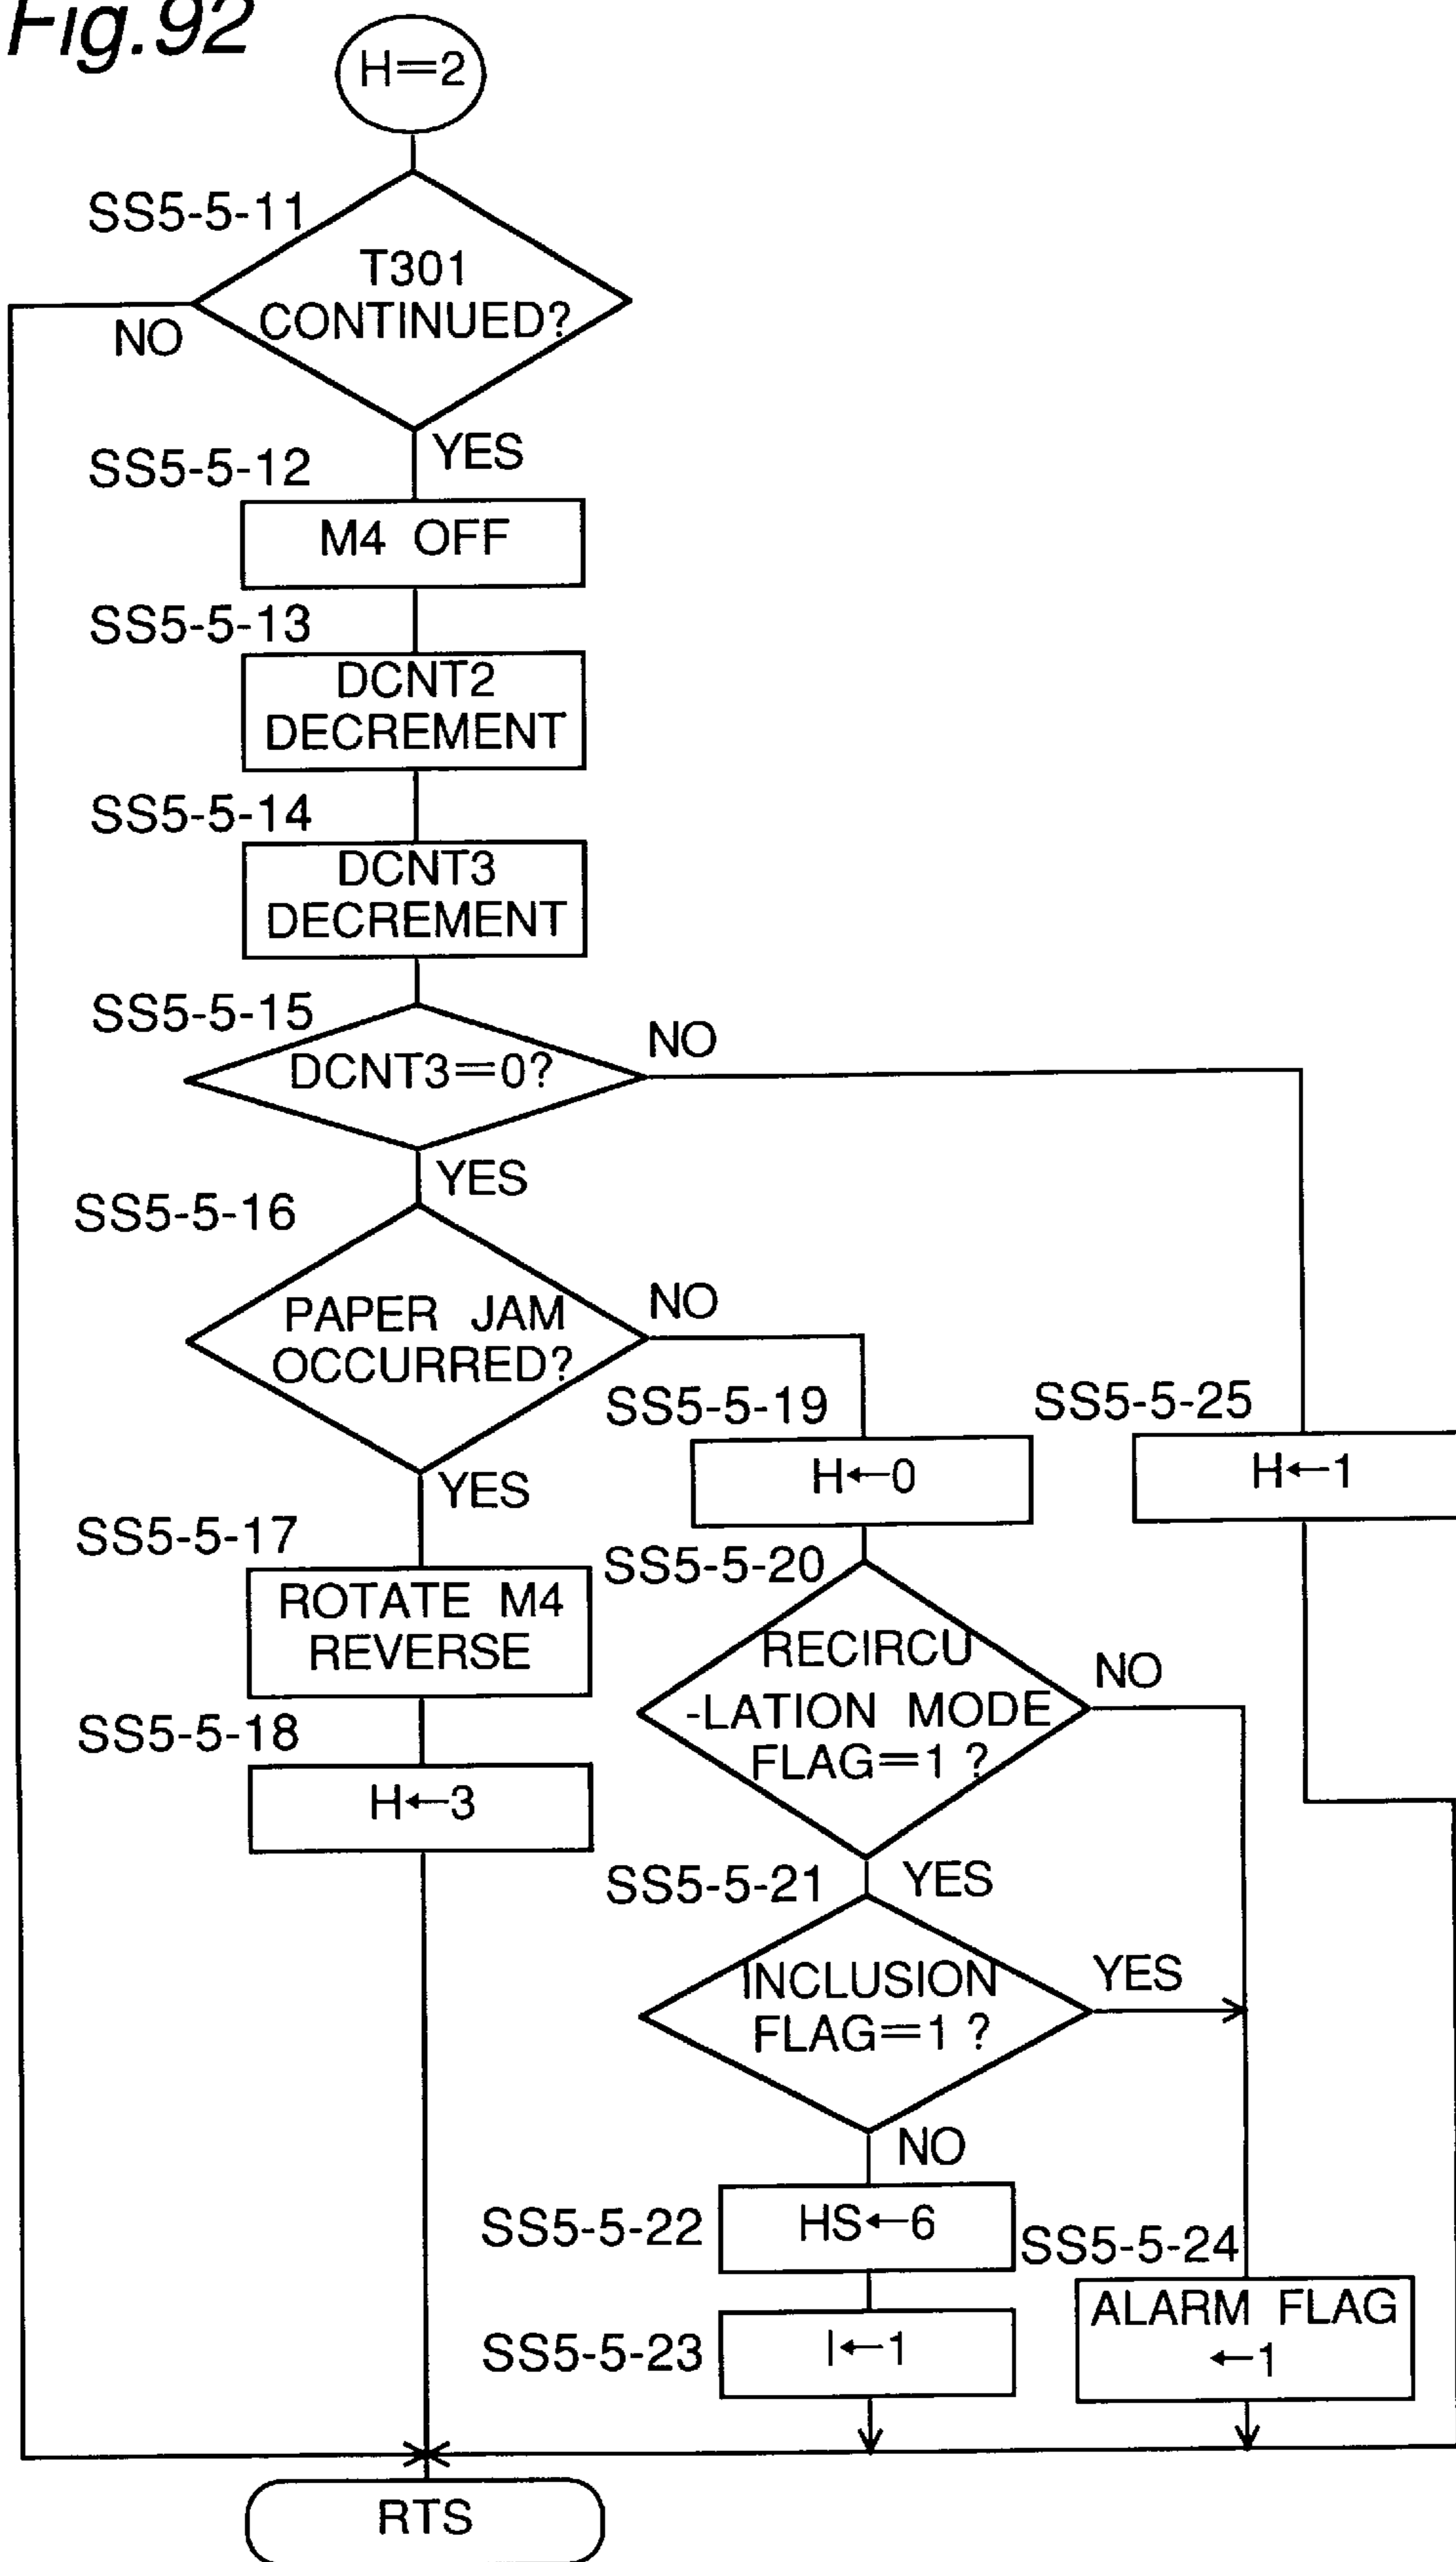 Fig.92
H=2
SS5-5-11
T301
CONTINUED?
NO
YES
SS5-5-12
M4 OFF
SS5-5-13
DCNT2
DECREMENT
SS5-5-14
DCNT3
DECREMENT
SS5-5-15
DCNT3=0?
NO
YES
SS5-5-16
PAPER JAM
OCCURRED?
NO
YES
SS5-5-17
ROTATE M4
REVERSE
SS5-5-18
H←3
SS5-5-19
H←0
SS5-5-25
H←1
SS5-5-20
RECIRCU
-LATION MODE
FLAG=1 ?
NO
YES
SS5-5-21
INCLUSION
FLAG=1 ?
YES
NO
SS5-5-22
HS←6
SS5-5-23
I←1
SS5-5-24
ALARM FLAG
←1
RTS